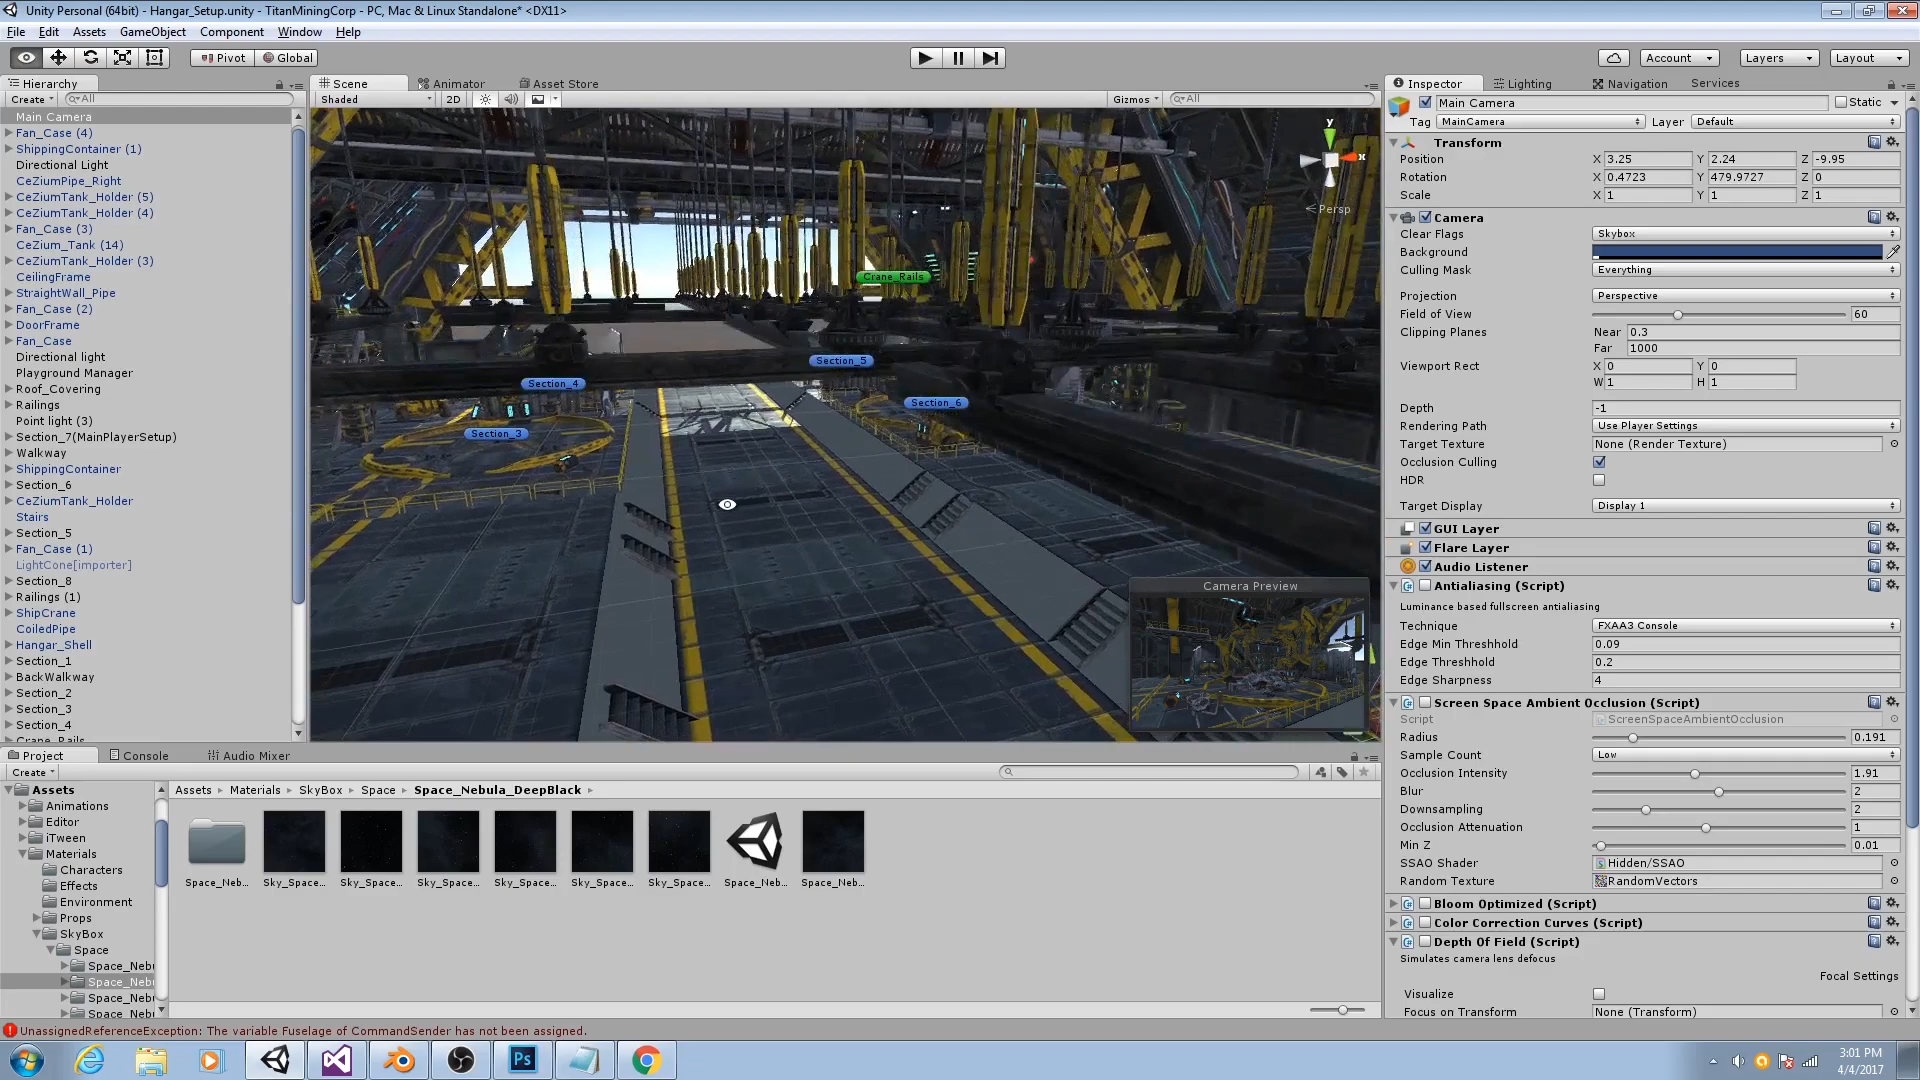 Unity Personal (64bit) - Hangar_Setup.unity - TitanMiningCorp - PC, Mac & Linux Standalone* <DX11>
File Edit Assets GameObject Component Window Help
Pivot Global Account Layers Layout
Hierarchy
Create All
Main Camera
Fan_Case (4)
ShippingContainer (1)
Directional Light
CeZiumPipe_Right
CeZiumTank_Holder (5)
CeZiumTank_Holder (4)
Fan_Case (3)
CeZium_Tank (14)
CeZiumTank_Holder (3)
CeilingFrame
StraightWall_Pipe
Fan_Case (2)
DoorFrame
Fan_Case
Directional light
Playground Manager
Roof_Covering
Railings
Point light (3)
Section_7(MainPlayerSetup)
Walkway
ShippingContainer
Section_6
CeZiumTank_Holder
Stairs
Section_5
Fan_Case (1)
LightCone[importer]
Section_8
Railings (1)
ShipCrane
CoiledPipe
Hangar_Shell
Section_1
BackWalkway
Section_2
Section_3
Section_4
Crane_Rails
Scene Animator Asset Store
Shaded 2D Gizmos All
y
x
Persp
Crane_Rails
Section_5
Section_4
Section_6
Section_3
Camera Preview
Inspector Lighting Navigation Services
Main Camera Static
Tag MainCamera Layer Default
Transform
Position X 3.25 Y 2.24 Z -9.95
Rotation X 0.4723 Y 479.9727 Z 0
Scale X 1 Y 1 Z 1
Camera
Clear Flags Skybox
Background
Culling Mask Everything
Projection Perspective
Field of View 60
Clipping Planes Near 0.3
Far 1000
Viewport Rect X 0 Y 0
W 1 H 1
Depth -1
Rendering Path Use Player Settings
Target Texture None (Render Texture)
Occlusion Culling
HDR
Target Display Display 1
GUI Layer
Flare Layer
Audio Listener
Antialiasing (Script)
Luminance based fullscreen antialiasing
Technique FXAA3 Console
Edge Min Threshhold 0.09
Edge Threshhold 0.2
Edge Sharpness 4
Screen Space Ambient Occlusion (Script)
Script ScreenSpaceAmbientOcclusion
Radius 0.191
Sample Count Low
Occlusion Intensity 1.91
Blur 2
Downsampling 2
Occlusion Attenuation 1
Min Z 0.01
SSAO Shader Hidden/SSAO
Random Texture RandomVectors
Bloom Optimized (Script)
Color Correction Curves (Script)
Depth Of Field (Script)
Simulates camera lens defocus
Focal Settings
Visualize
Focus on Transform None (Transform)
Project Console Audio Mixer
Create
Assets
Animations
Editor
iTween
Materials
Characters
Effects
Environment
Props
SkyBox
Space
Space_Nebu
Space_Nebu
Space_Nebu
Space_Nebu
Assets Materials SkyBox Space Space_Nebula_DeepBlack
Space_Neb... Sky_Space... Sky_Space... Sky_Space... Sky_Space... Sky_Space... Sky_Space... Space_Neb... Space_Neb...
UnassignedReferenceException: The variable Fuselage of CommandSender has not been assigned.
Ps
3:01 PM
4/4/2017